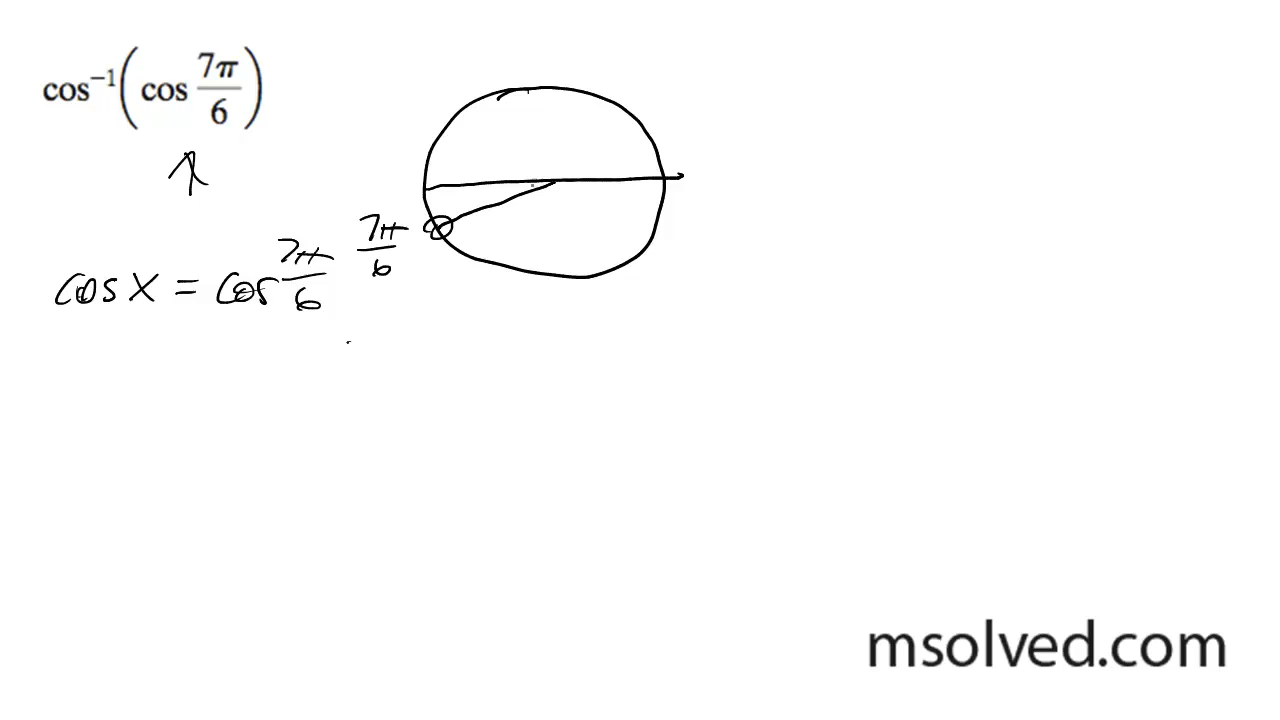 cos⁻¹(cos 7π/6)
7π/6
cos x = cos 7π/6
msolved.com